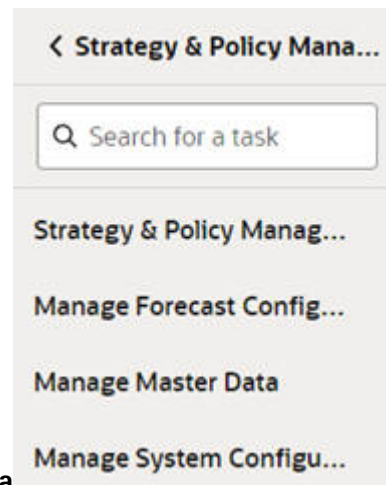 Strategy & Policy Mana...
Search for a task
Strategy & Policy Manag...
Manage Forecast Config...
Manage Master Data
Manage System Configu...
a